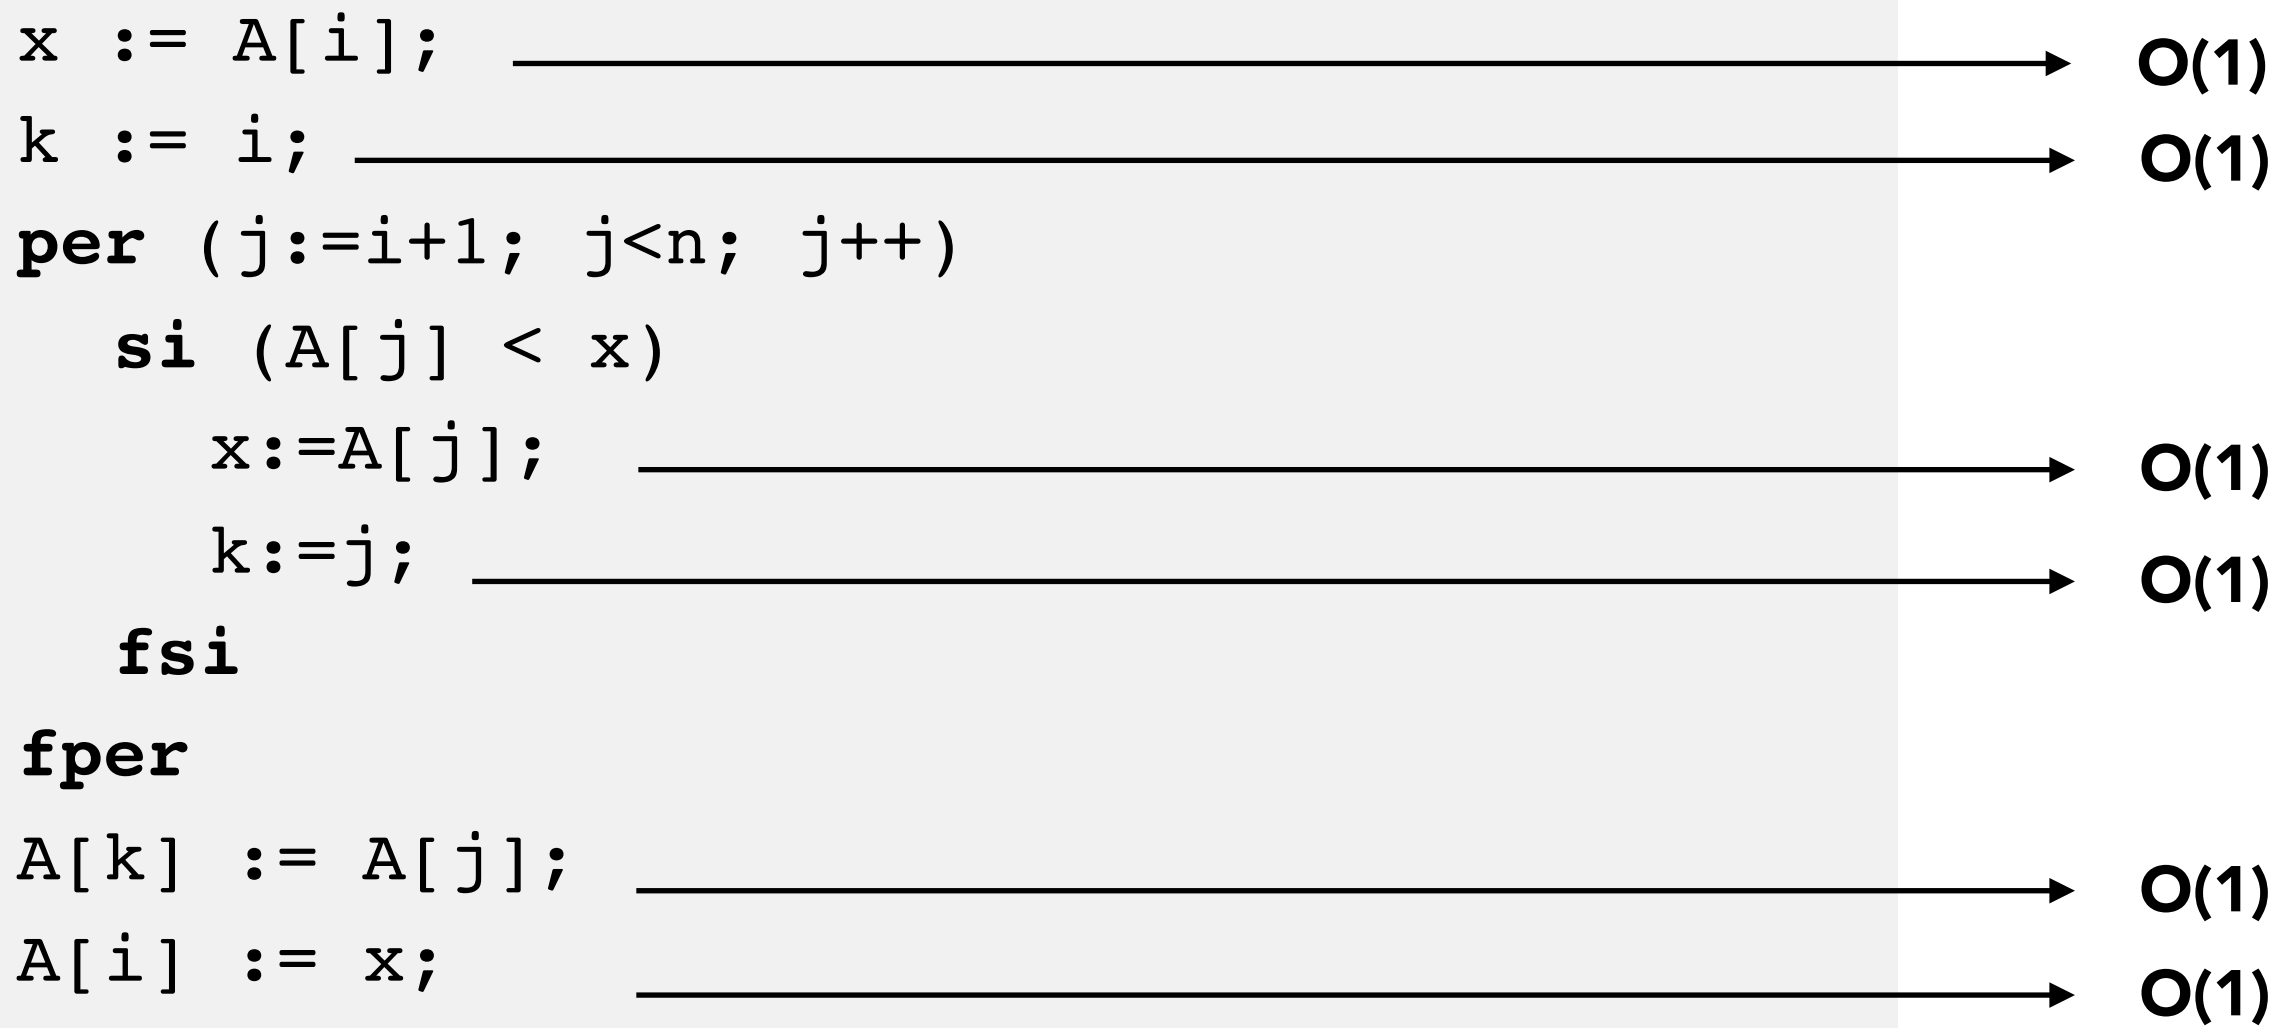 x := A[i]; O(1)
k := i; O(1)
per (j:=i+1; j<n; j++)
si (A[j] < x)
x:=A[j]; O(1)
k:=j; O(1)
fsi
fper
A[k] := A[j]; O(1)
A[i] := x; O(1)